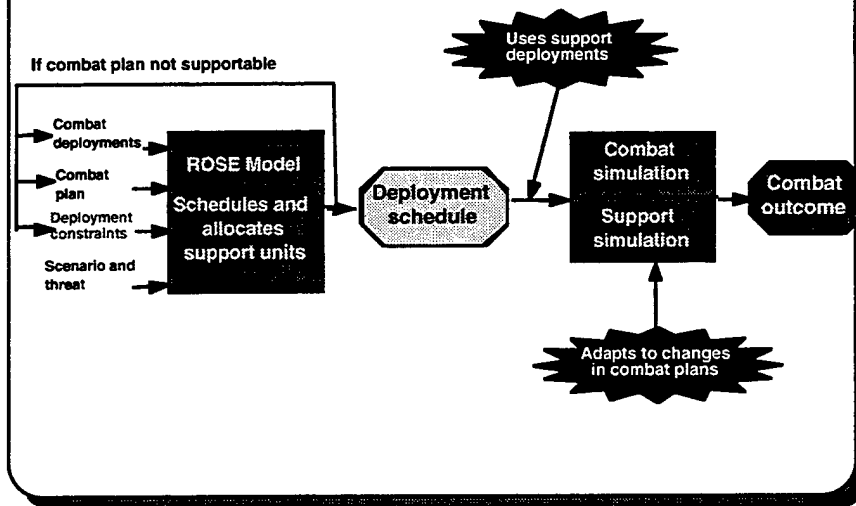 Uses support
deployments
If combat plan not supportable
Combat
deployments
Combat
plan
Deployment
constraints
Scenario and
threat
ROSE Model
Schedules and
allocates
support units
Deployment
schedule
Combat
simulation
Support
simulation
Combat
outcome
Adapts to changes
in combat plans